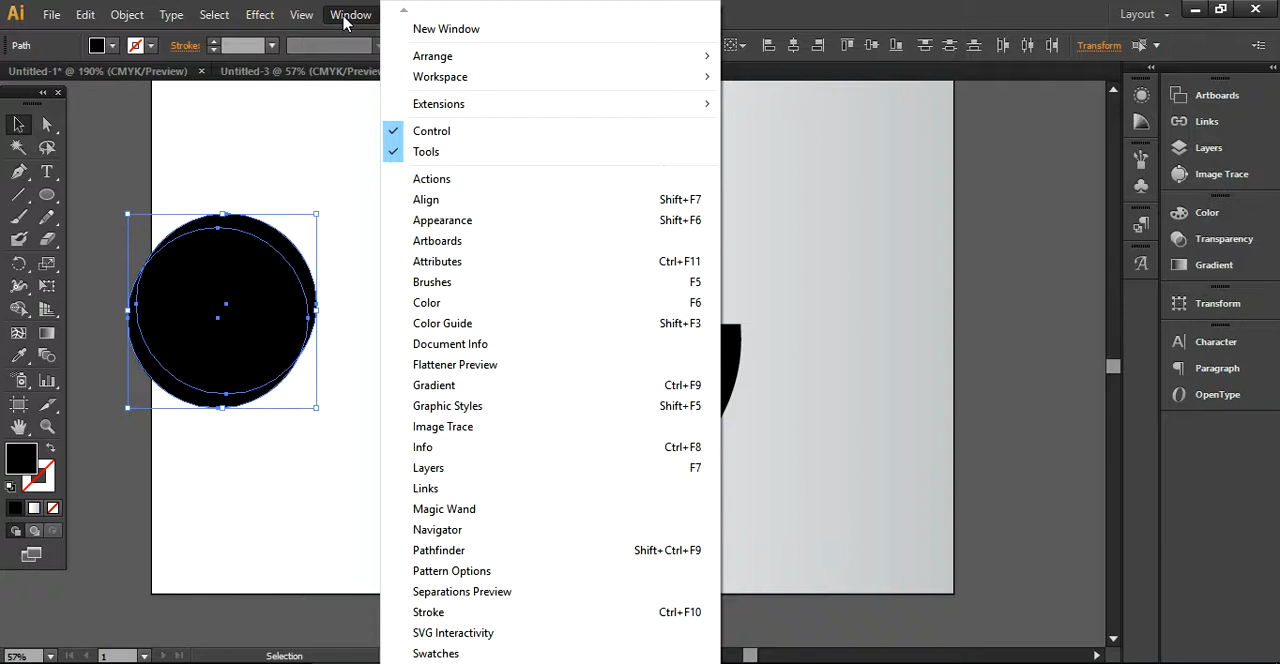 Ai File Edit Object Type Select Effect View Window Layout
Path Stroke: Transform
Untitled-1* @ 190% (CMYK/Preview) × Untitled-3 @ 57% (CMYK/Previe
New Window
Arrange
Workspace
Extensions
Control
Tools
Actions
Align Shift+F7
Appearance Shift+F6
Artboards
Attributes Ctrl+F11
Brushes F5
Color F6
Color Guide Shift+F3
Document Info
Flattener Preview
Gradient Ctrl+F9
Graphic Styles Shift+F5
Image Trace
Info Ctrl+F8
Layers F7
Links
Magic Wand
Navigator
Pathfinder Shift+Ctrl+F9
Pattern Options
Separations Preview
Stroke Ctrl+F10
SVG Interactivity
Swatches
Artboards
Links
Layers
Image Trace
Color
Transparency
Gradient
Transform
Character
Paragraph
OpenType
57% 1 Selection